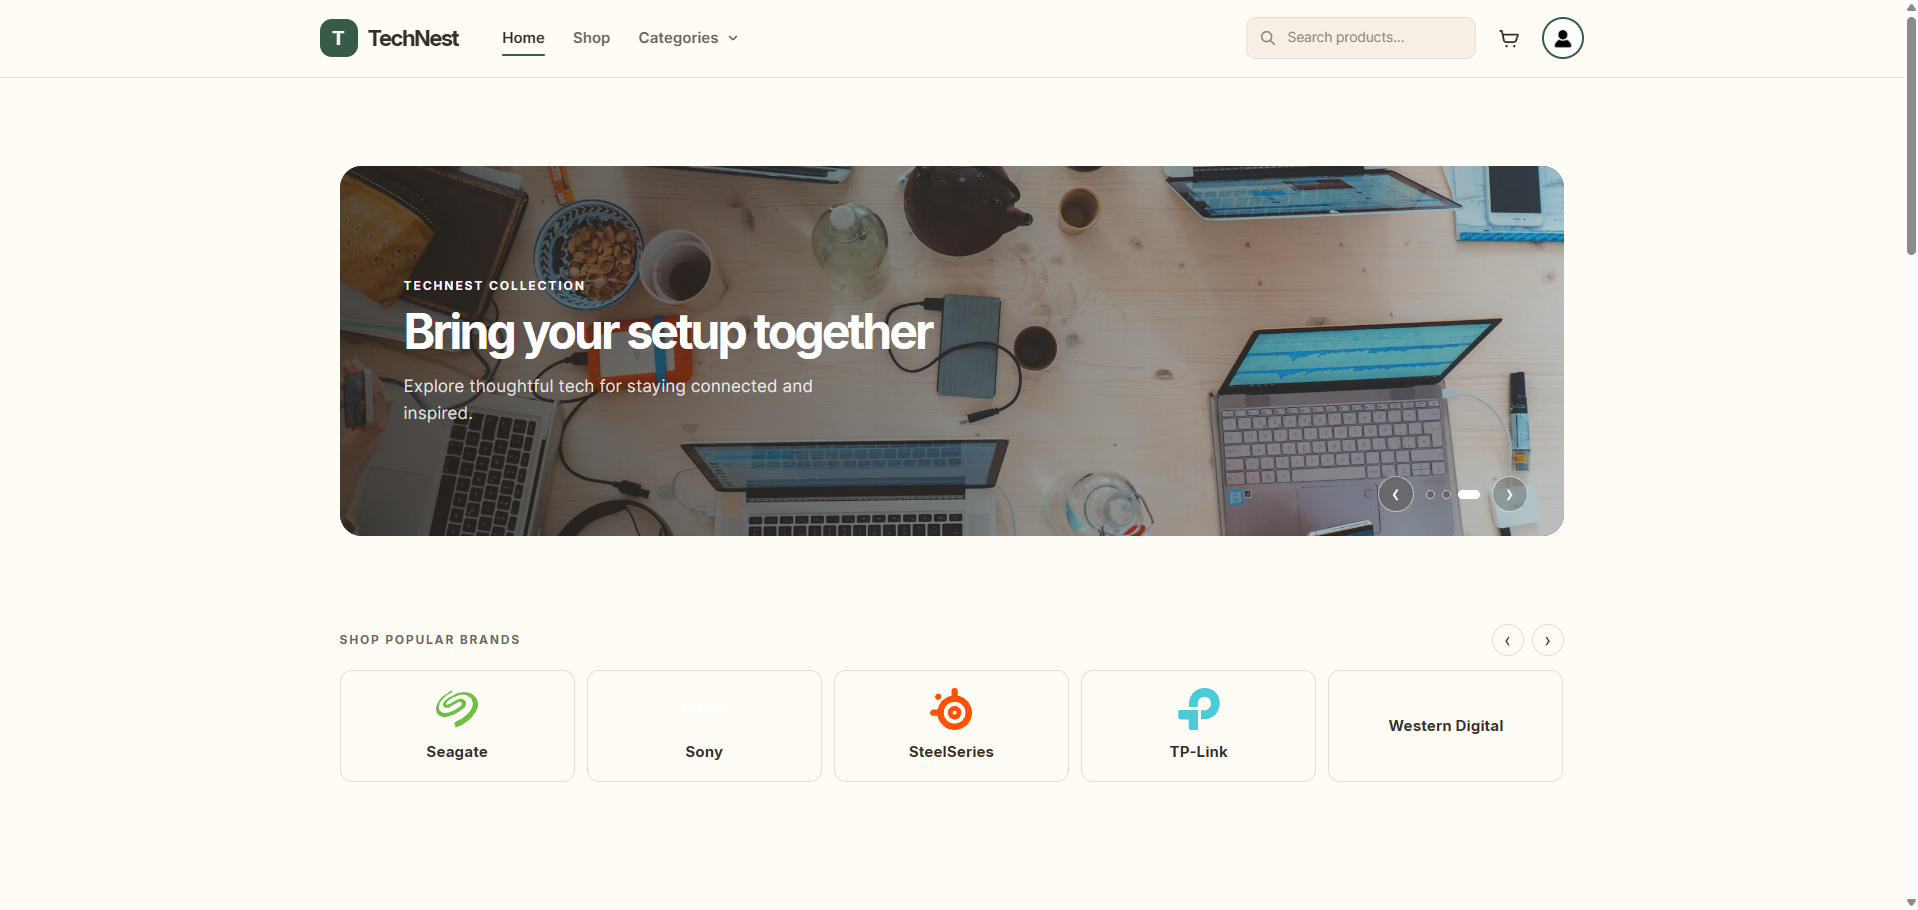 T TechNest Home Shop Categories Search products...
TECHNEST COLLECTION
Bring your setup together
Explore thoughtful tech for staying connected and
inspired.
SHOP POPULAR BRANDS
Seagate
Sony
SteelSeries
TP-Link
Western Digital